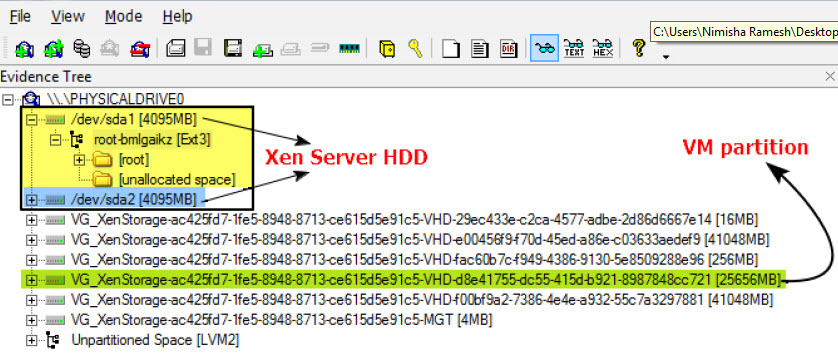 File View Mode Help
C:\Users\Nimisha Ramesh\Desktop
TEXT HEX ?
DIR
Evidence Tree
\\.\PHYSICALDRIVE0
/dev/sda1 [4095MB]
root-bmlgaikz [Ext3]
[root]
[unallocated space]
/dev/sda2 [4095MB]
Xen Server HDD
VM partition
VG_XenStorage-ac425fd7-1fe5-8948-8713-ce615d5e91c5-VHD-29ec433e-c2ca-4577-adbe-2d86d6667e14 [16MB]
VG_XenStorage-ac425fd7-1fe5-8948-8713-ce615d5e91c5-VHD-e00456f9-f70d-45ed-a86e-c03633aedef9 [41048MB]
VG_XenStorage-ac425fd7-1fe5-8948-8713-ce615d5e91c5-VHD-fac60b7c-f949-4386-9130-5e8509288e96 [256MB]
VG_XenStorage-ac425fd7-1fe5-8948-8713-ce615d5e91c5-VHD-d8e41755-dc55-415d-b921-8987848cc721 [25656MB]
VG_XenStorage-ac425fd7-1fe5-8948-8713-ce615d5e91c5-VHD-f00bf9a2-7386-4e4e-a932-55c7a3297881 [41048MB]
VG_XenStorage-ac425fd7-1fe5-8948-8713-ce615d5e91c5-MGT [4MB]
Unpartitioned Space [LVM2]